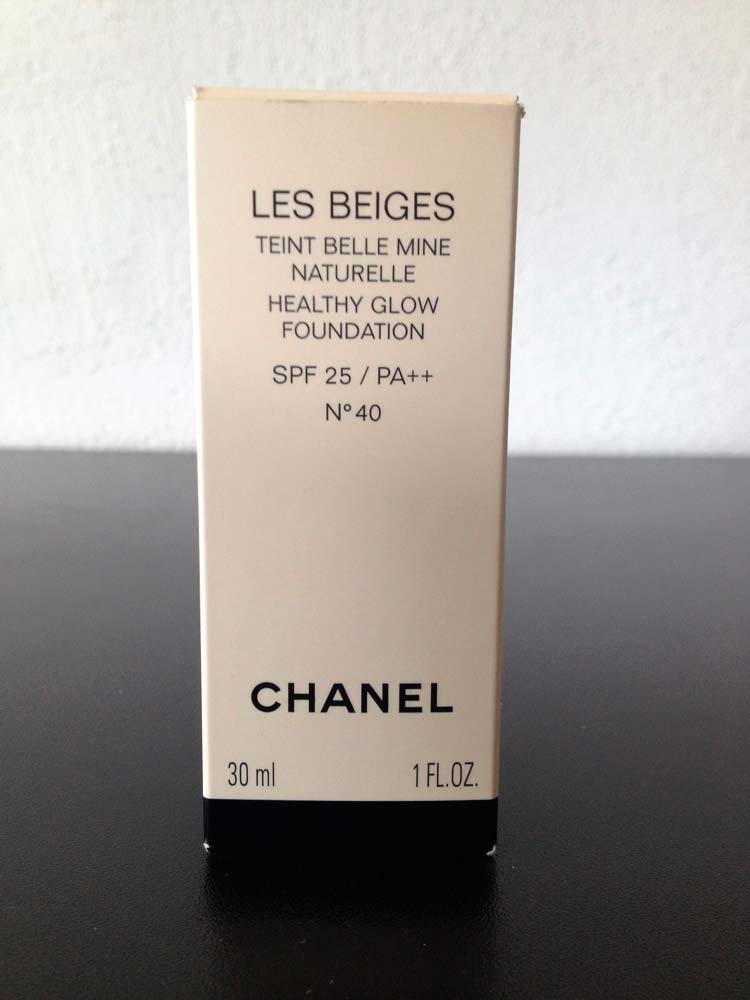 LES BEIGES
TEINT BELLE MINE
NATURELLE
HEALTHY GLOW
FOUNDATION
SPF 25 / PA++
N°40
CHANEL
30 ml 1 FL.OZ.